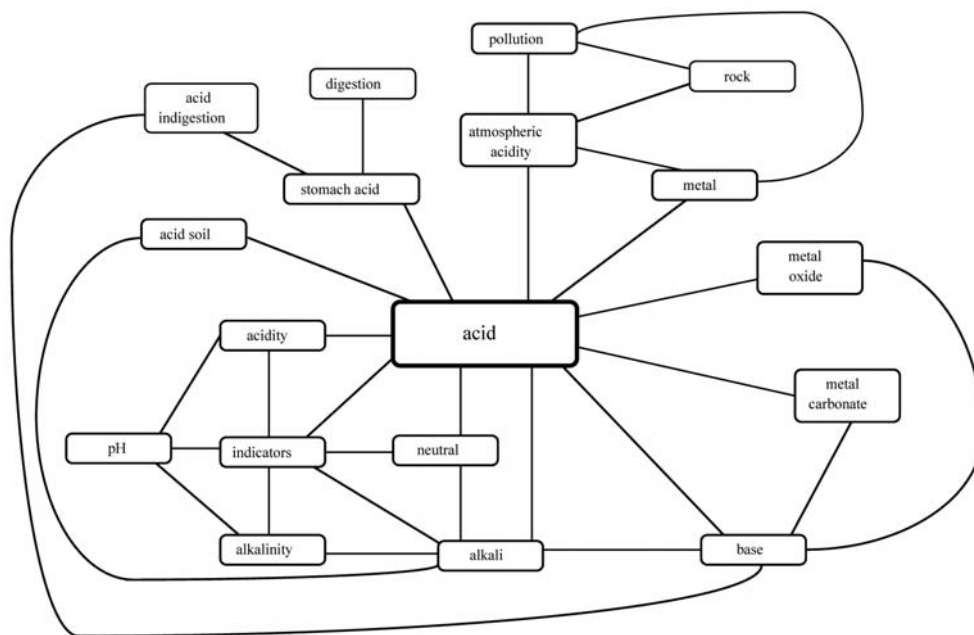 pollution
rock
digestion
acid
indigestion
atmospheric
acidity
stomach acid
metal
acid soil
metal
oxide
acidity
acid
metal
carbonate
pH
indicators
neutral
alkalinity
alkali
base